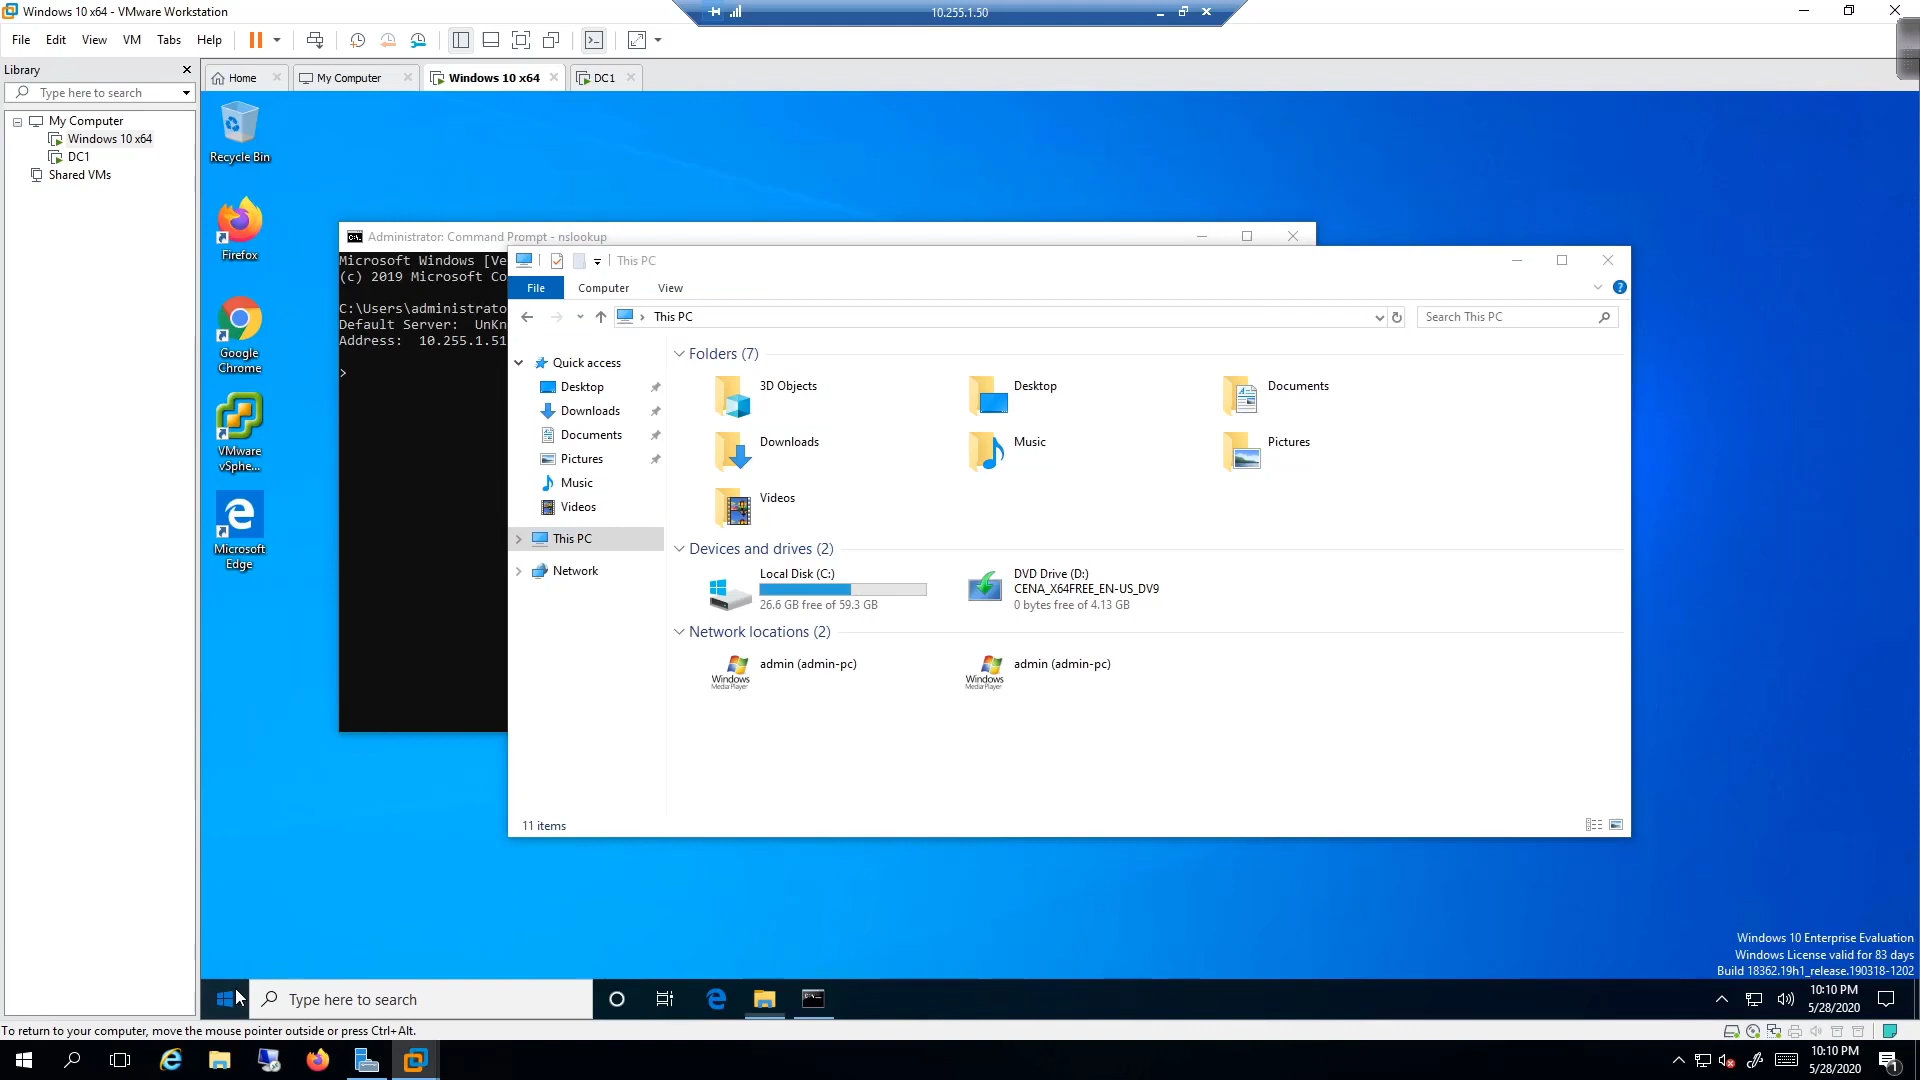 Windows 10 x64 - VMware Workstation
10.255.1.50
File Edit View VM Tabs Help
Library
Type here to search
My Computer
Windows 10 x64
DC1
Shared VMs
Home
My Computer
Windows 10 x64
DC1
Recycle Bin
Firefox
Google
Chrome
VMware
vSphe...
Microsoft
Edge
Administrator: Command Prompt - nslookup
Microsoft Windows [Ve
(c) 2019 Microsoft Co
C:\Users\administrato
Default Server: UnKn
Address: 10.255.1.51
>
This PC
File Computer View
This PC
Search This PC
Quick access
Desktop
Downloads
Documents
Pictures
Music
Videos
This PC
Network
Folders (7)
3D Objects
Desktop
Documents
Downloads
Music
Pictures
Videos
Devices and drives (2)
Local Disk (C:)
26.6 GB free of 59.3 GB
DVD Drive (D:)
CENA_X64FREE_EN-US_DV9
0 bytes free of 4.13 GB
Network locations (2)
Windows
Media Player
admin (admin-pc)
Windows
Media Player
admin (admin-pc)
11 items
Windows 10 Enterprise Evaluation
Windows License valid for 83 days
Build 18362.19h1_release.190318-1202
Type here to search
10:10 PM
5/28/2020
To return to your computer, move the mouse pointer outside or press Ctrl+Alt.
10:10 PM
5/28/2020
1